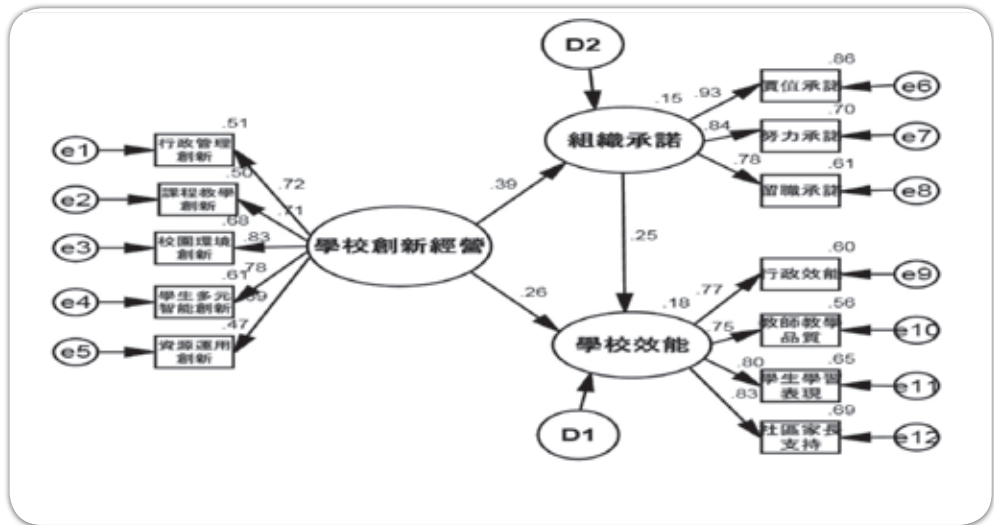 D2
.86
.15
.93
價值承諾
e6
.70
組織承諾
.84
努力承諾
e7
.78
.61
留職承諾
e8
.51
e1
行政管理
創新
.50
.72
e2
課程教學
創新
.71
.39
.68
e3
校園環境
創新
.83
學校創新經營
.25
.61
.78
e4
學生多元
智能創新
.47
e5
資源運用
創新
.26
.60
.18
.77
行政效能
e9
.56
學校效能
.75
教師教學
品質
e10
.65
.80
學生學習
表現
e11
.69
.83
社區家長
支持
e12
D1